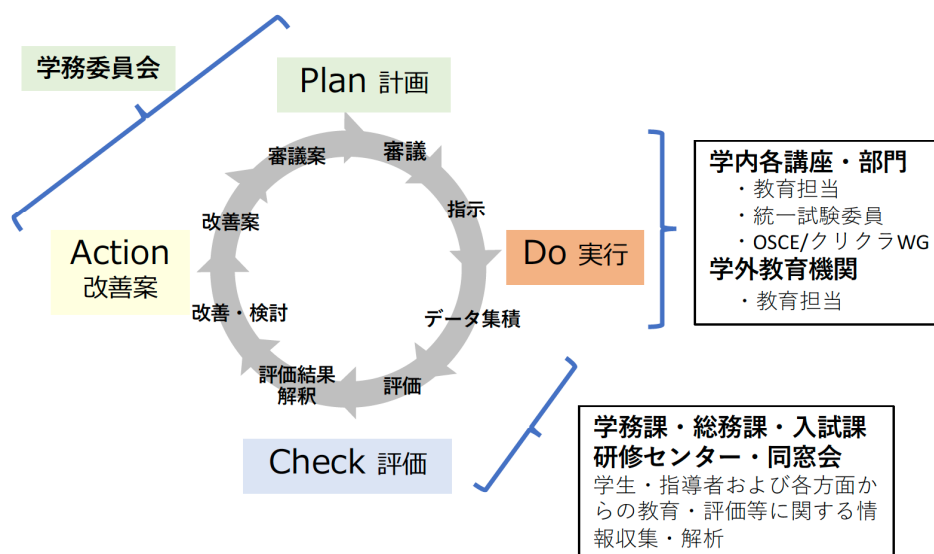 学務委員会
Plan 計画
審議案
審議
改善案
指示
Action
改善案
Do 実行
改善・検討
データ集積
評価結果
解釈
評価
Check 評価
学内各講座・部門
・教育担当
・統一試験委員
・OSCE/クリクラWG
学外教育機関
・教育担当
学務課・総務課・入試課
研修センター・同窓会
学生・指導者および各方面か
らの教育・評価等に関する情
報収集・解析